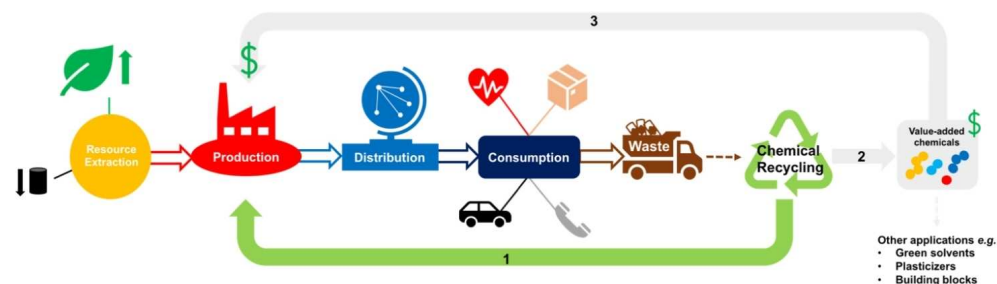 3
$
$
Resource
Extraction
Production
Distribution
Consumption
Waste
Chemical
Recycling
2
Value-added
chemicals
1
Other applications e.g.
• Green solvents
• Plasticizers
• Building blocks